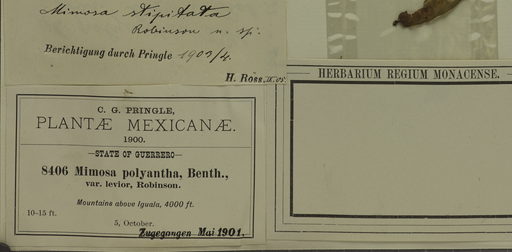 Mimosa stipitata
Robinson n. sp.
Berichtigung durch Pringle 1903/4.
H. Ross, IX. 05.
HERBARIUM REGIUM MONACENSE.
C. G. PRINGLE,
PLANTÆ MEXICANÆ.
1900.
STATE OF GUERRERO
8406 Mimosa polyantha, Benth.,
var. levior, Robinson.
Mountains above Iguala, 4000 ft.
10-15 ft.
5, October.
Zugegangen Mai 1901.